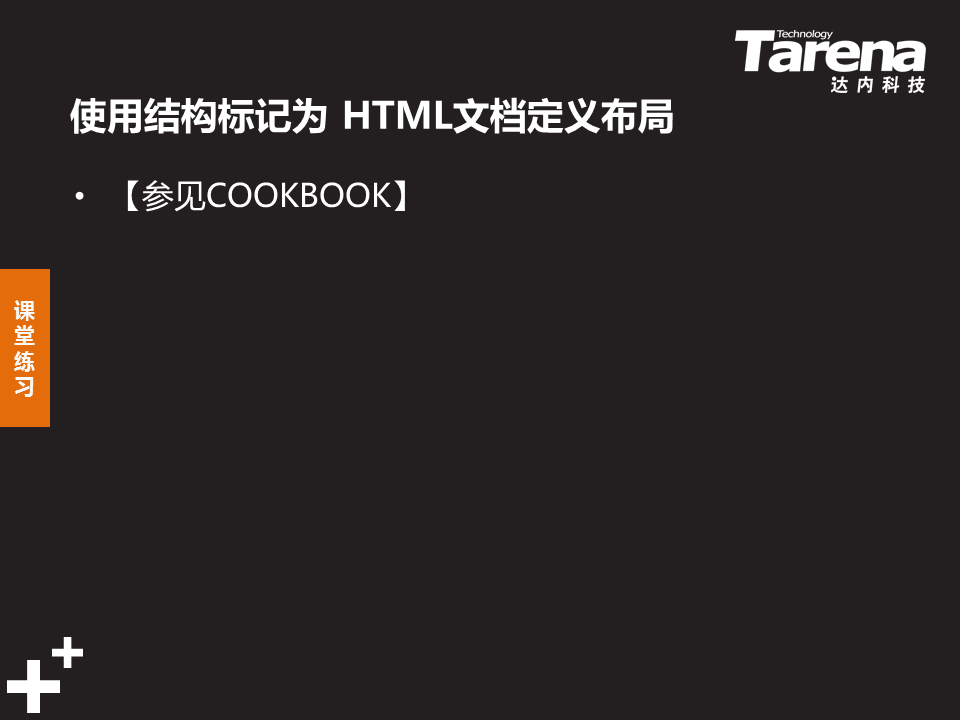 Technology
Tarena
达内科技
使用结构标记为 HTML文档定义布局
• 【参见COOKBOOK】
课
堂
练
习